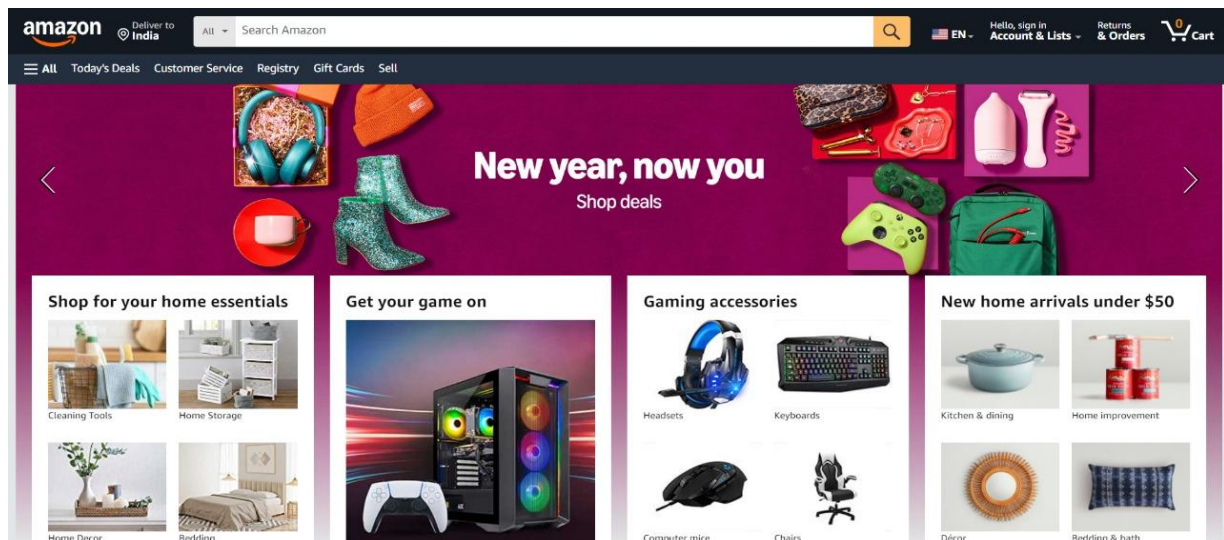 amazon
Deliver to
India
All
Search Amazon
EN
Hello, sign in
Account & Lists
Returns
& Orders
0
Cart
All Today's Deals Customer Service Registry Gift Cards Sell
New year, now you
Shop deals
Shop for your home essentials
Cleaning Tools
Home Storage
Home Decor
Bedding
Get your game on
Gaming accessories
Headsets
Keyboards
Computer mice
Chairs
New home arrivals under $50
Kitchen & dining
Home improvement
Décor
Bedding & bath